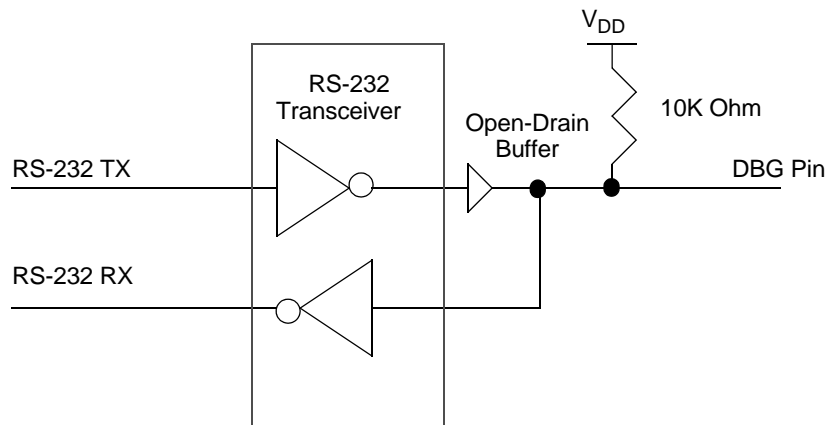 V_DD
RS-232
Transceiver
10K Ohm
Open-Drain
Buffer
RS-232 TX
DBG Pin
RS-232 RX